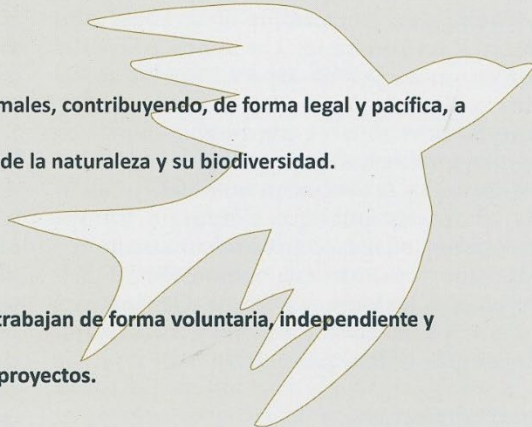 males, contribuyendo, de forma legal y pacífica, a
de la naturaleza y su biodiversidad.
trabajan de forma voluntaria, independiente y
proyectos.